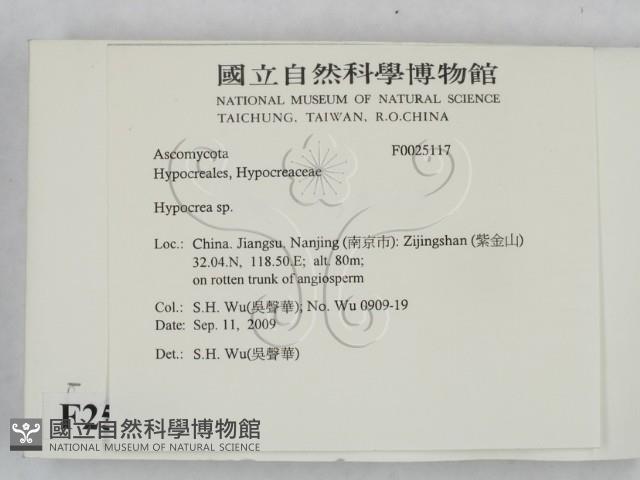 國立自然科學博物館
NATIONAL MUSEUM OF NATURAL SCIENCE
TAICHUNG, TAIWAN, R.O.CHINA
Ascomycota F0025117
Hypocreales, Hypocreaceae
Hypocrea sp.
Loc.: China. Jiangsu, Nanjing (南京市): Zijingshan (紫金山)
32.04.N, 118.50.E; alt. 80m;
on rotten trunk of angiosperm
Col.: S.H. Wu(吳聲華); No. Wu 0909-19
Date: Sep. 11, 2009
Det.: S.H. Wu(吳聲華)
F25
國立自然科學博物館
NATIONAL MUSEUM OF NATURAL SCIENCE